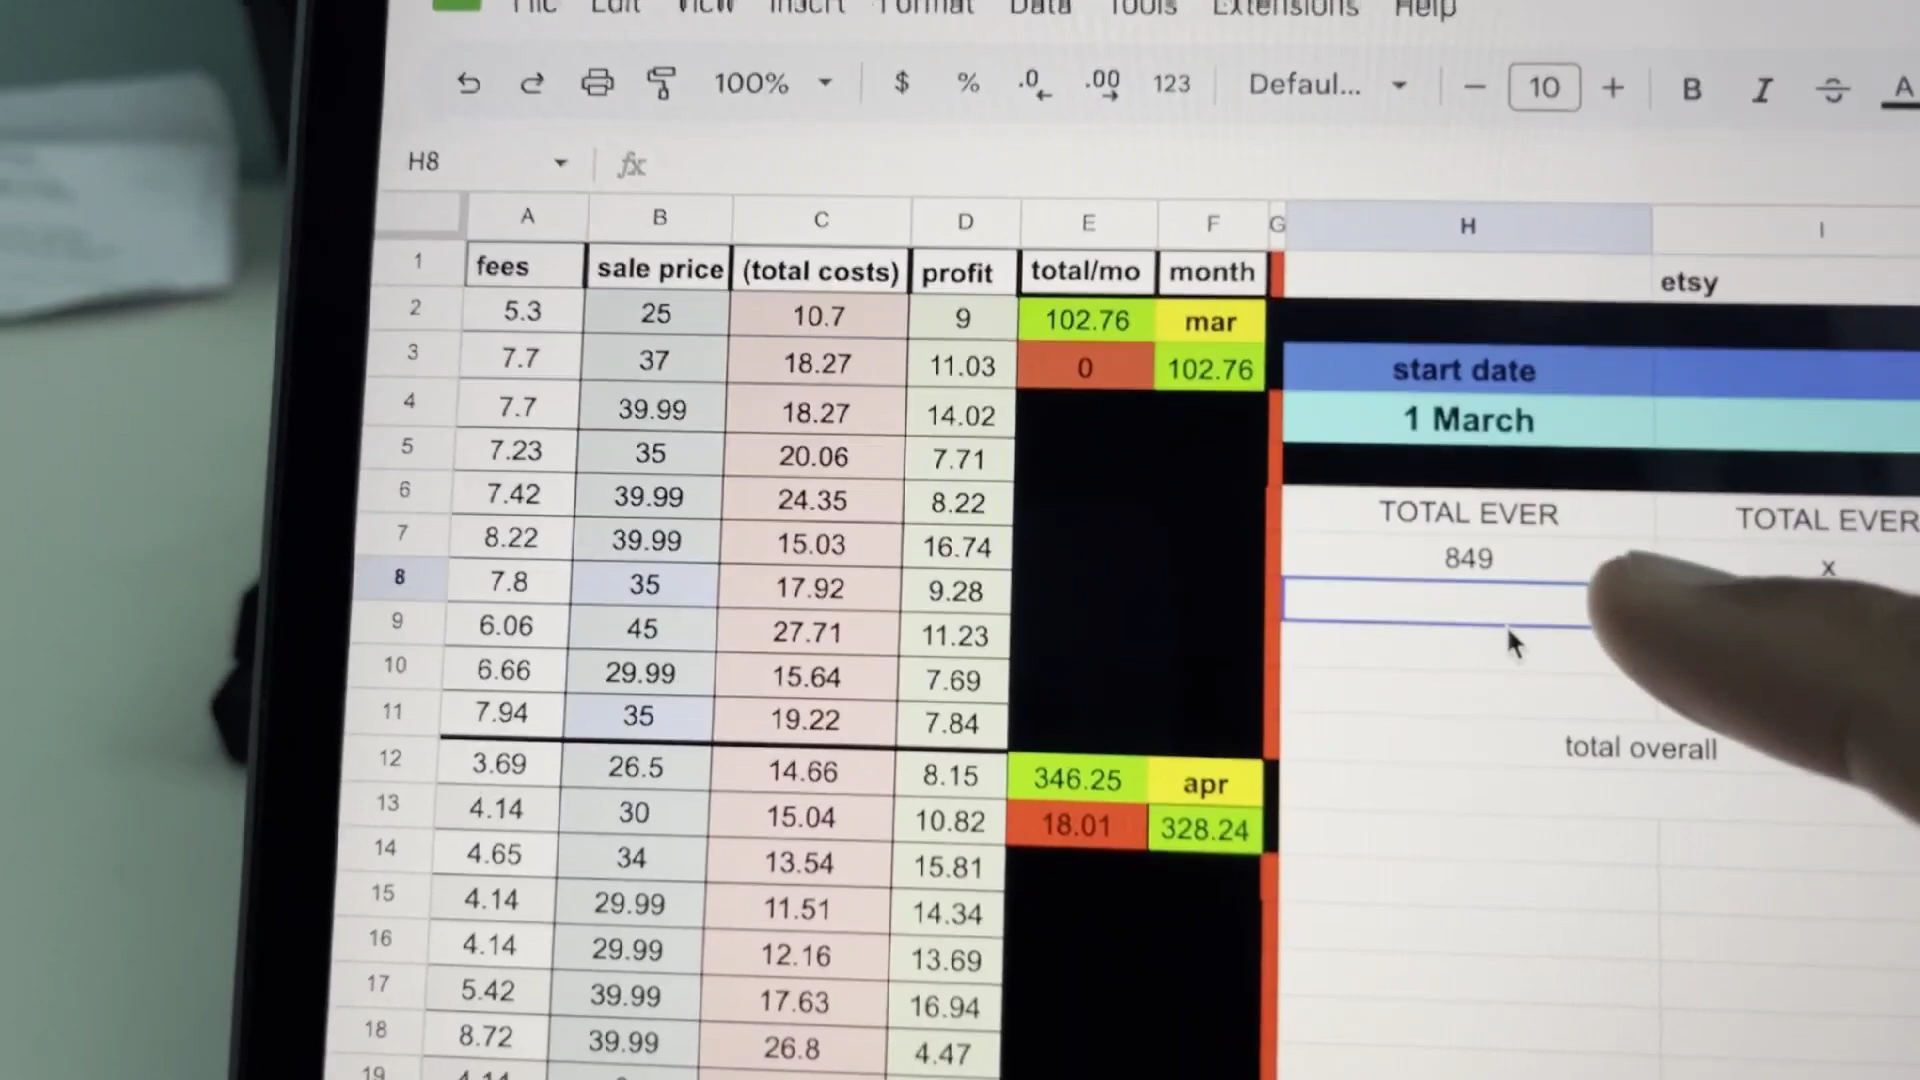 File Edit View Insert Format Data Tools Extensions Help
100% $ % .0 .00 123 Defaul... − 10 + B I S A
H8 fx
A B C D E F G H I
1 fees sale price (total costs) profit total/mo month etsy
2 5.3 25 10.7 9 102.76 mar
3 7.7 37 18.27 11.03 0 102.76 start date
4 7.7 39.99 18.27 14.02 1 March
5 7.23 35 20.06 7.71
6 7.42 39.99 24.35 8.22 TOTAL EVER TOTAL EVER
7 8.22 39.99 15.03 16.74 849 x
8 7.8 35 17.92 9.28
9 6.06 45 27.71 11.23
10 6.66 29.99 15.64 7.69
11 7.94 35 19.22 7.84 total overall
12 3.69 26.5 14.66 8.15 346.25 apr
13 4.14 30 15.04 10.82 18.01 328.24
14 4.65 34 13.54 15.81
15 4.14 29.99 11.51 14.34
16 4.14 29.99 12.16 13.69
17 5.42 39.99 17.63 16.94
18 8.72 39.99 26.8 4.47
19